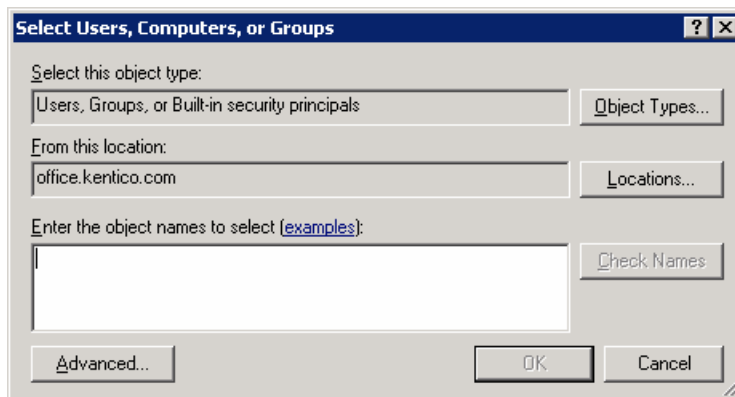 Select Users, Computers, or Groups
Select this object type:
Users, Groups, or Built-in security principals
Object Types...
From this location:
office.kentico.com
Locations...
Enter the object names to select (examples):
Check Names
Advanced...
OK
Cancel